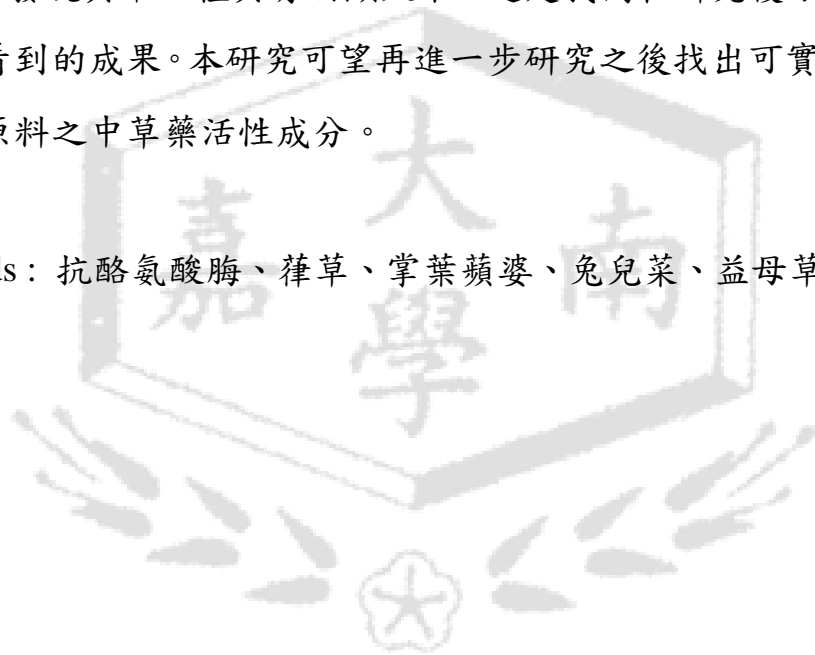 看到的成果。本研究可望再進一步研究之後找出可實
原料之中草藥活性成分。
大
嘉 南
學
ds : 抗酪氨酸脢、葎草、掌葉蘋婆、兔兒菜、益母草